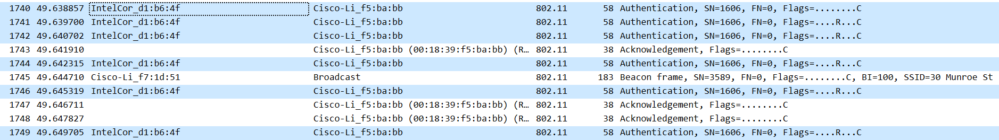 1740 49.638857 IntelCor_d1:b6:4f Cisco-Li_f5:ba:bb 802.11 58 Authentication, SN=1606, FN=0, Flags=........C
1741 49.639700 IntelCor_d1:b6:4f Cisco-Li_f5:ba:bb 802.11 58 Authentication, SN=1606, FN=0, Flags=....R...C
1742 49.640702 IntelCor_d1:b6:4f Cisco-Li_f5:ba:bb 802.11 58 Authentication, SN=1606, FN=0, Flags=....R...C
1743 49.641910 Cisco-Li_f5:ba:bb (00:18:39:f5:ba:bb) (R… 802.11 38 Acknowledgement, Flags=........C
1744 49.642315 IntelCor_d1:b6:4f Cisco-Li_f5:ba:bb 802.11 58 Authentication, SN=1606, FN=0, Flags=....R...C
1745 49.644710 Cisco-Li_f7:1d:51 Broadcast 802.11 183 Beacon frame, SN=3589, FN=0, Flags=........C, BI=100, SSID=30 Munroe St
1746 49.645319 IntelCor_d1:b6:4f Cisco-Li_f5:ba:bb 802.11 58 Authentication, SN=1606, FN=0, Flags=....R...C
1747 49.646711 Cisco-Li_f5:ba:bb (00:18:39:f5:ba:bb) (R… 802.11 38 Acknowledgement, Flags=........C
1748 49.647827 Cisco-Li_f5:ba:bb (00:18:39:f5:ba:bb) (R… 802.11 38 Acknowledgement, Flags=........C
1749 49.649705 IntelCor_d1:b6:4f Cisco-Li_f5:ba:bb 802.11 58 Authentication, SN=1606, FN=0, Flags=....R...C